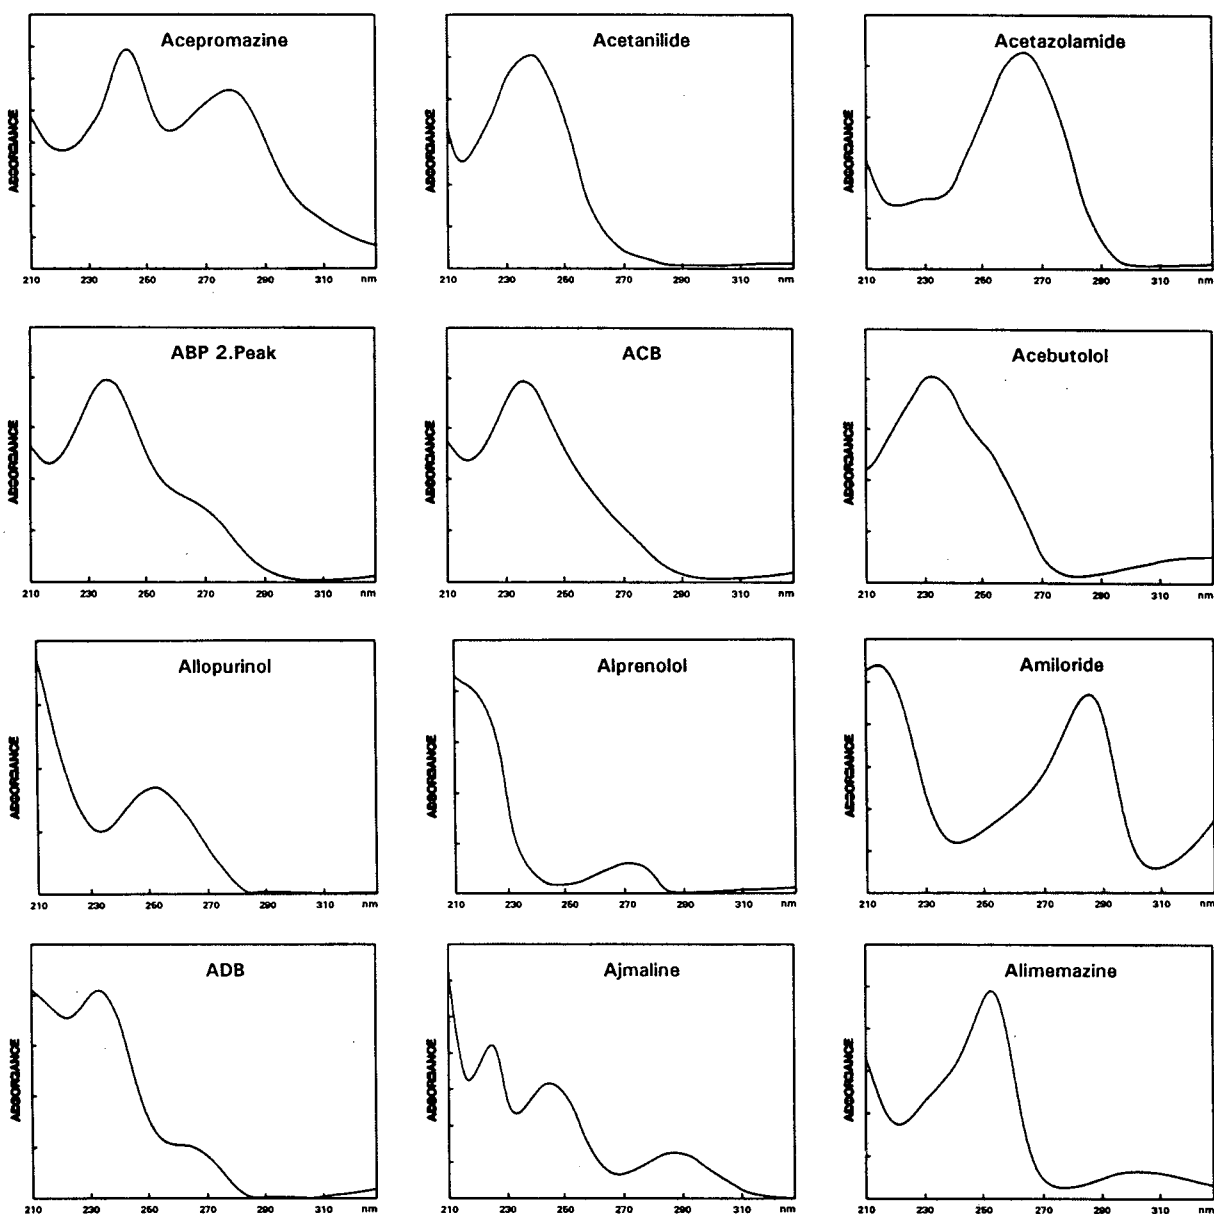 Acepromazine
ABSORBANCE
210 230 250 270 290 310 nm
Acetanilide
ABSORBANCE
210 230 250 270 290 310 nm
Acetazolamide
ABSORBANCE
210 230 250 270 290 310 nm
ABP 2.Peak
ABSORBANCE
210 230 250 270 290 310 nm
ACB
ABSORBANCE
210 230 250 270 290 310 nm
Acebutolol
ABSORBANCE
210 230 250 270 290 310 nm
Allopurinol
ABSORBANCE
210 230 250 270 290 310 nm
Alprenolol
ABSORBANCE
210 230 250 270 290 310 nm
Amiloride
ABSORBANCE
210 230 250 270 290 310 nm
ADB
ABSORBANCE
210 230 250 270 290 310 nm
Ajmaline
ABSORBANCE
210 230 250 270 290 310 nm
Alimemazine
ABSORBANCE
210 230 250 270 290 310 nm